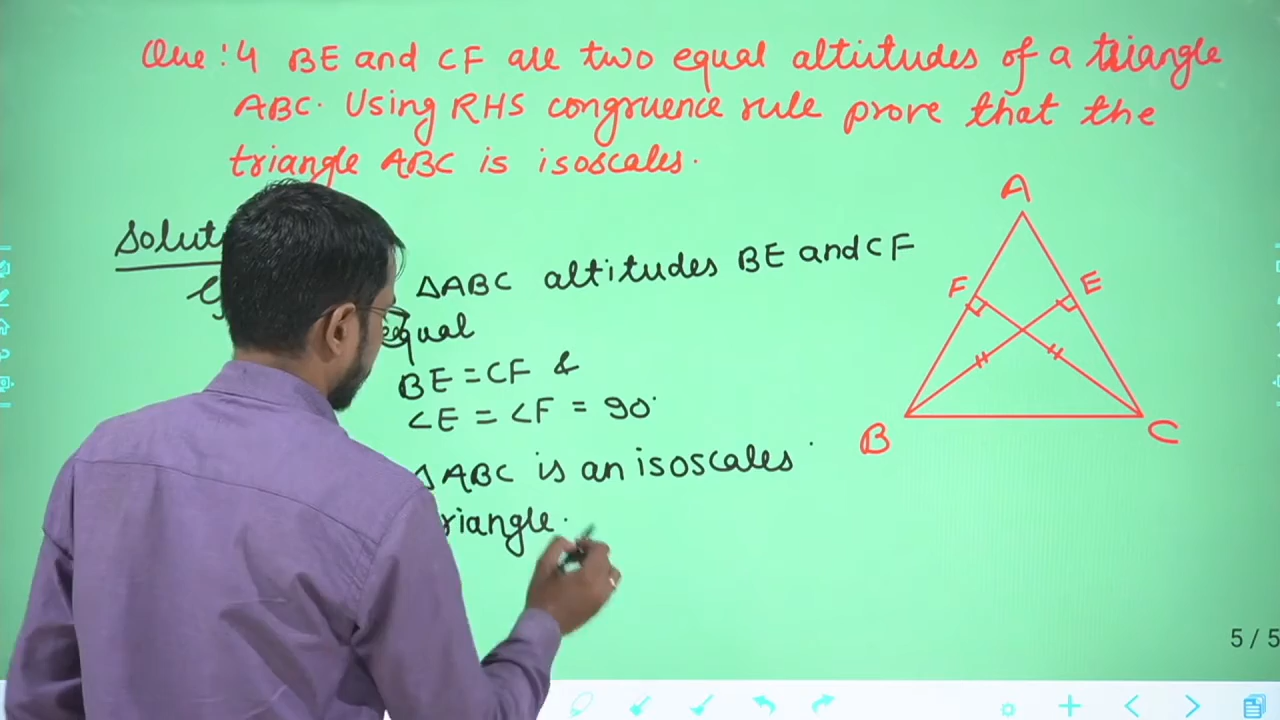 Que : 4 BE and CF are two equal altitudes of a triangle
ABC. Using RHS congruence rule prove that the
triangle ABC is isoscales.
ΔABC altitudes BE and CF
equal
BE = CF &
∠E = ∠F = 90°
ΔABC is an isoscales
riangle.
A
F
E
B
C
5 / 5